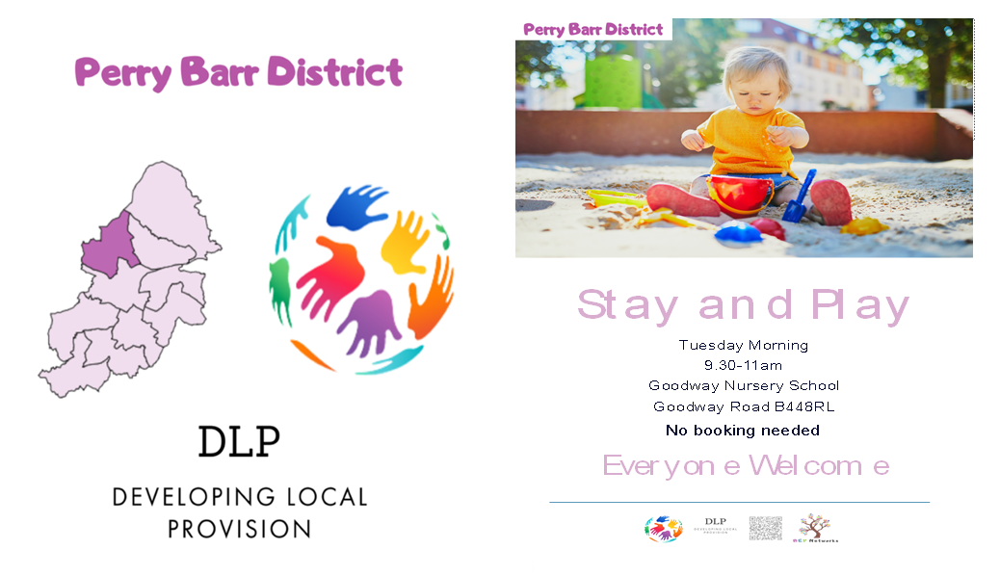 Perry Barr District
DLP
DEVELOPING LOCAL
PROVISION
Perry Barr District
Stay and Play
Tuesday Morning
9.30-11am
Goodway Nursery School
Goodway Road B448RL
No booking needed
Everyone Welcome
DLP
DEVELOPING LOCAL
PROVISION
Networks